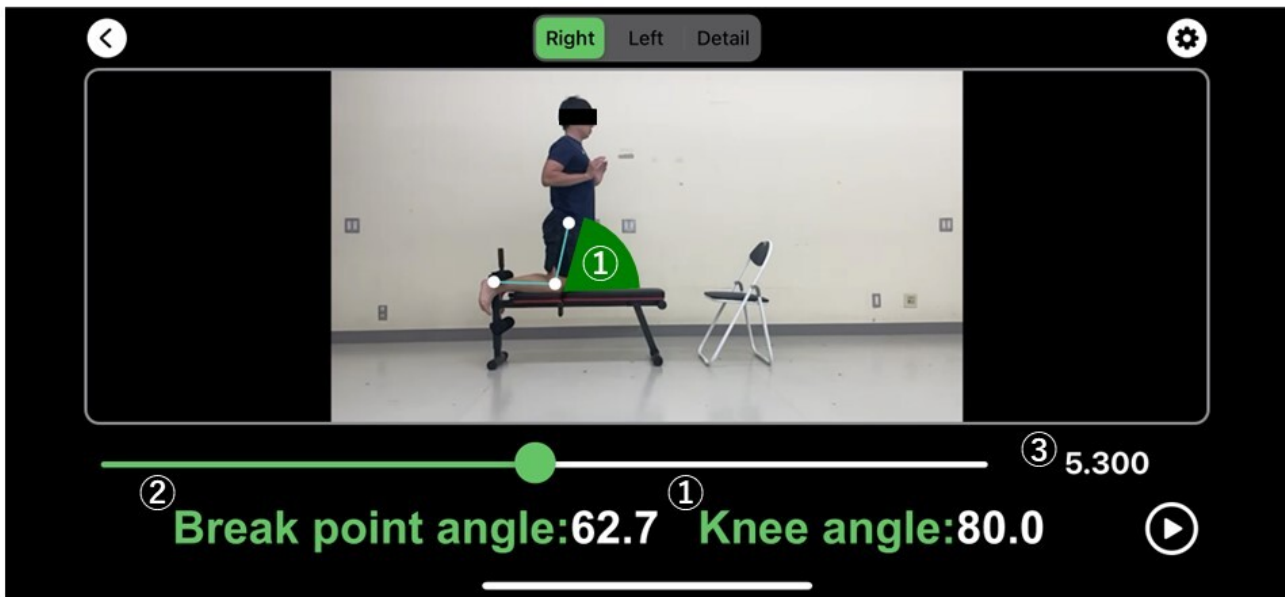 Right Left Detail
①
③ 5.300
② Break point angle:62.7 ① Knee angle:80.0